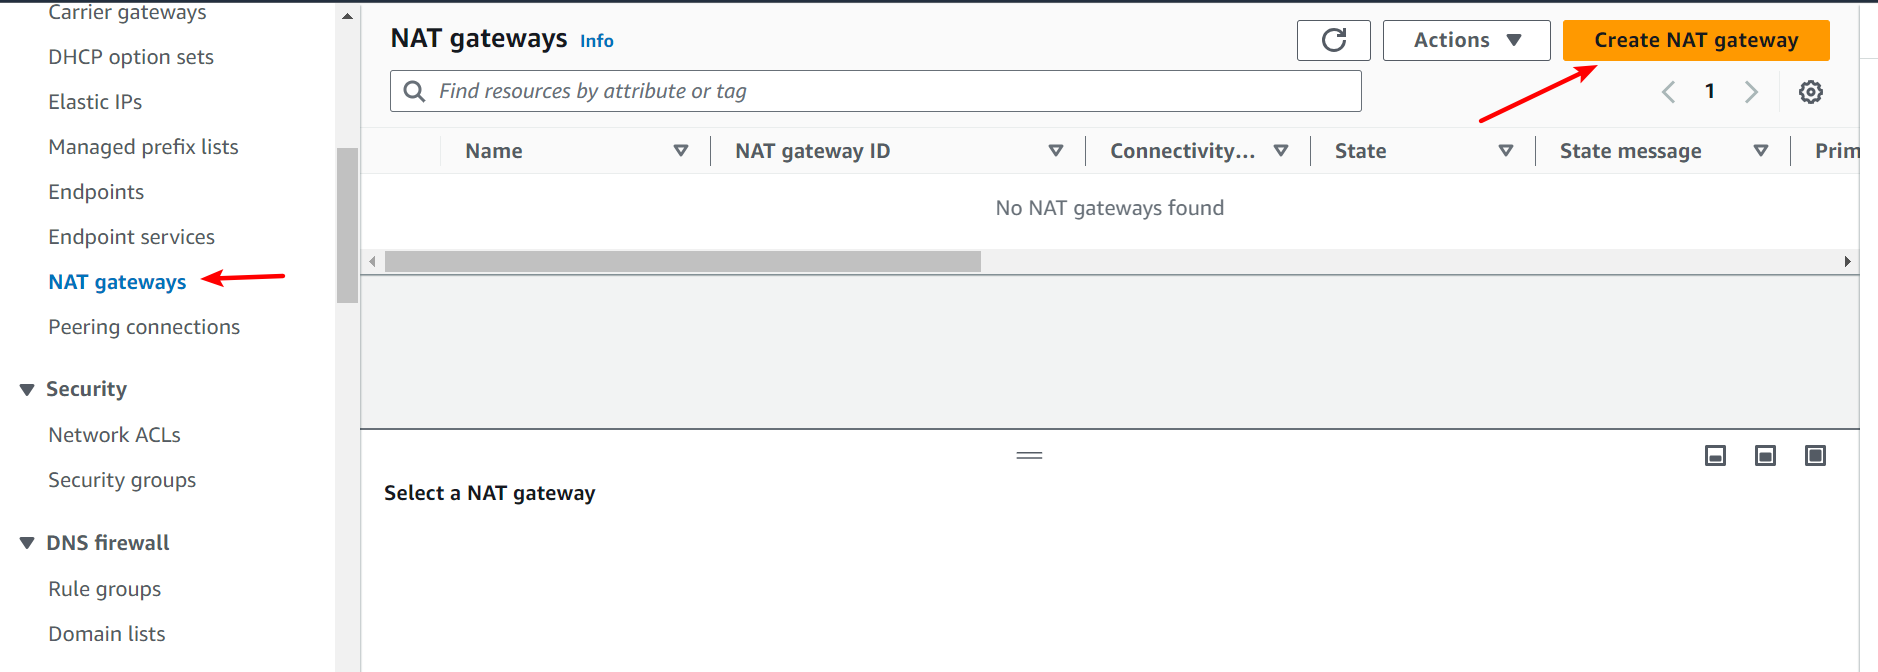 Carrier gateways
DHCP option sets
Elastic IPs
Managed prefix lists
Endpoints
Endpoint services
NAT gateways
Peering connections
Security
Network ACLs
Security groups
DNS firewall
Rule groups
Domain lists
NAT gateways Info
Actions
Create NAT gateway
Find resources by attribute or tag
1
Name NAT gateway ID Connectivity... State State message Prim
No NAT gateways found
Select a NAT gateway